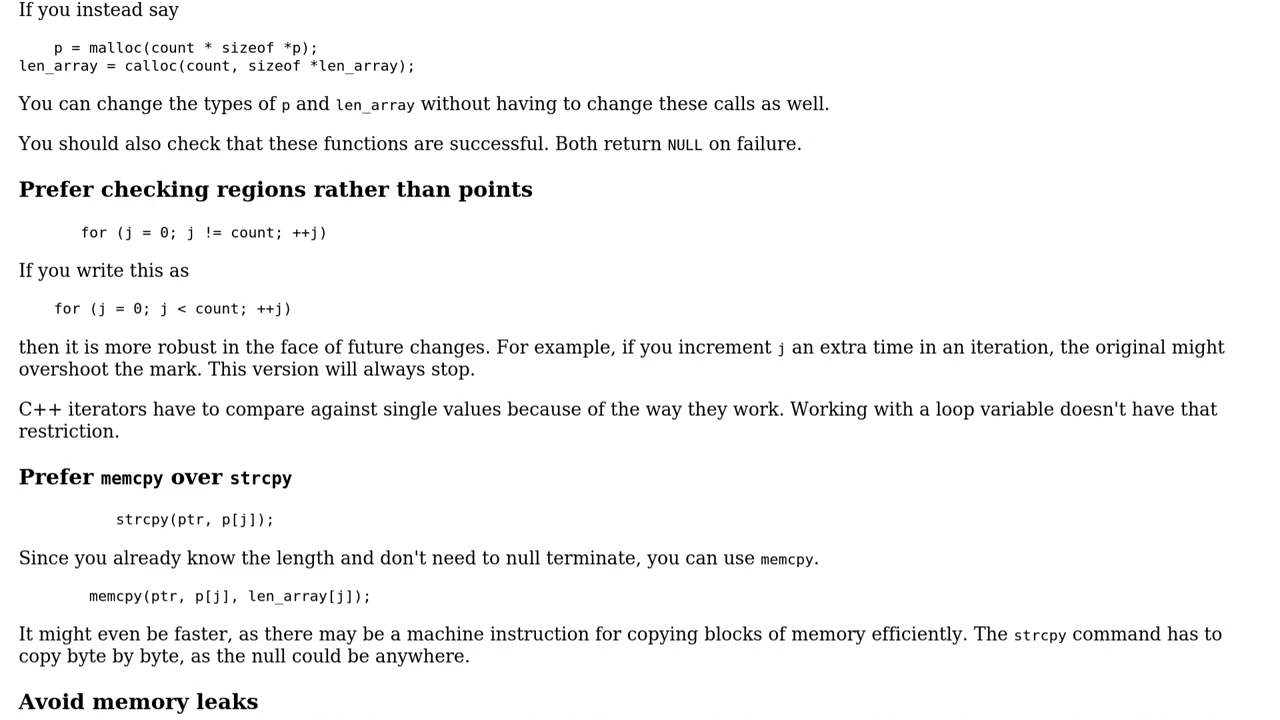 If you instead say
p = malloc(count * sizeof *p);
len_array = calloc(count, sizeof *len_array);
You can change the types of p and len_array without having to change these calls as well.
You should also check that these functions are successful. Both return NULL on failure.
Prefer checking regions rather than points
for (j = 0; j != count; ++j)
If you write this as
for (j = 0; j < count; ++j)
then it is more robust in the face of future changes. For example, if you increment j an extra time in an iteration, the original might
overshoot the mark. This version will always stop.
C++ iterators have to compare against single values because of the way they work. Working with a loop variable doesn't have that
restriction.
Prefer memcpy over strcpy
strcpy(ptr, p[j]);
Since you already know the length and don't need to null terminate, you can use memcpy.
memcpy(ptr, p[j], len_array[j]);
It might even be faster, as there may be a machine instruction for copying blocks of memory efficiently. The strcpy command has to
copy byte by byte, as the null could be anywhere.
Avoid memory leaks